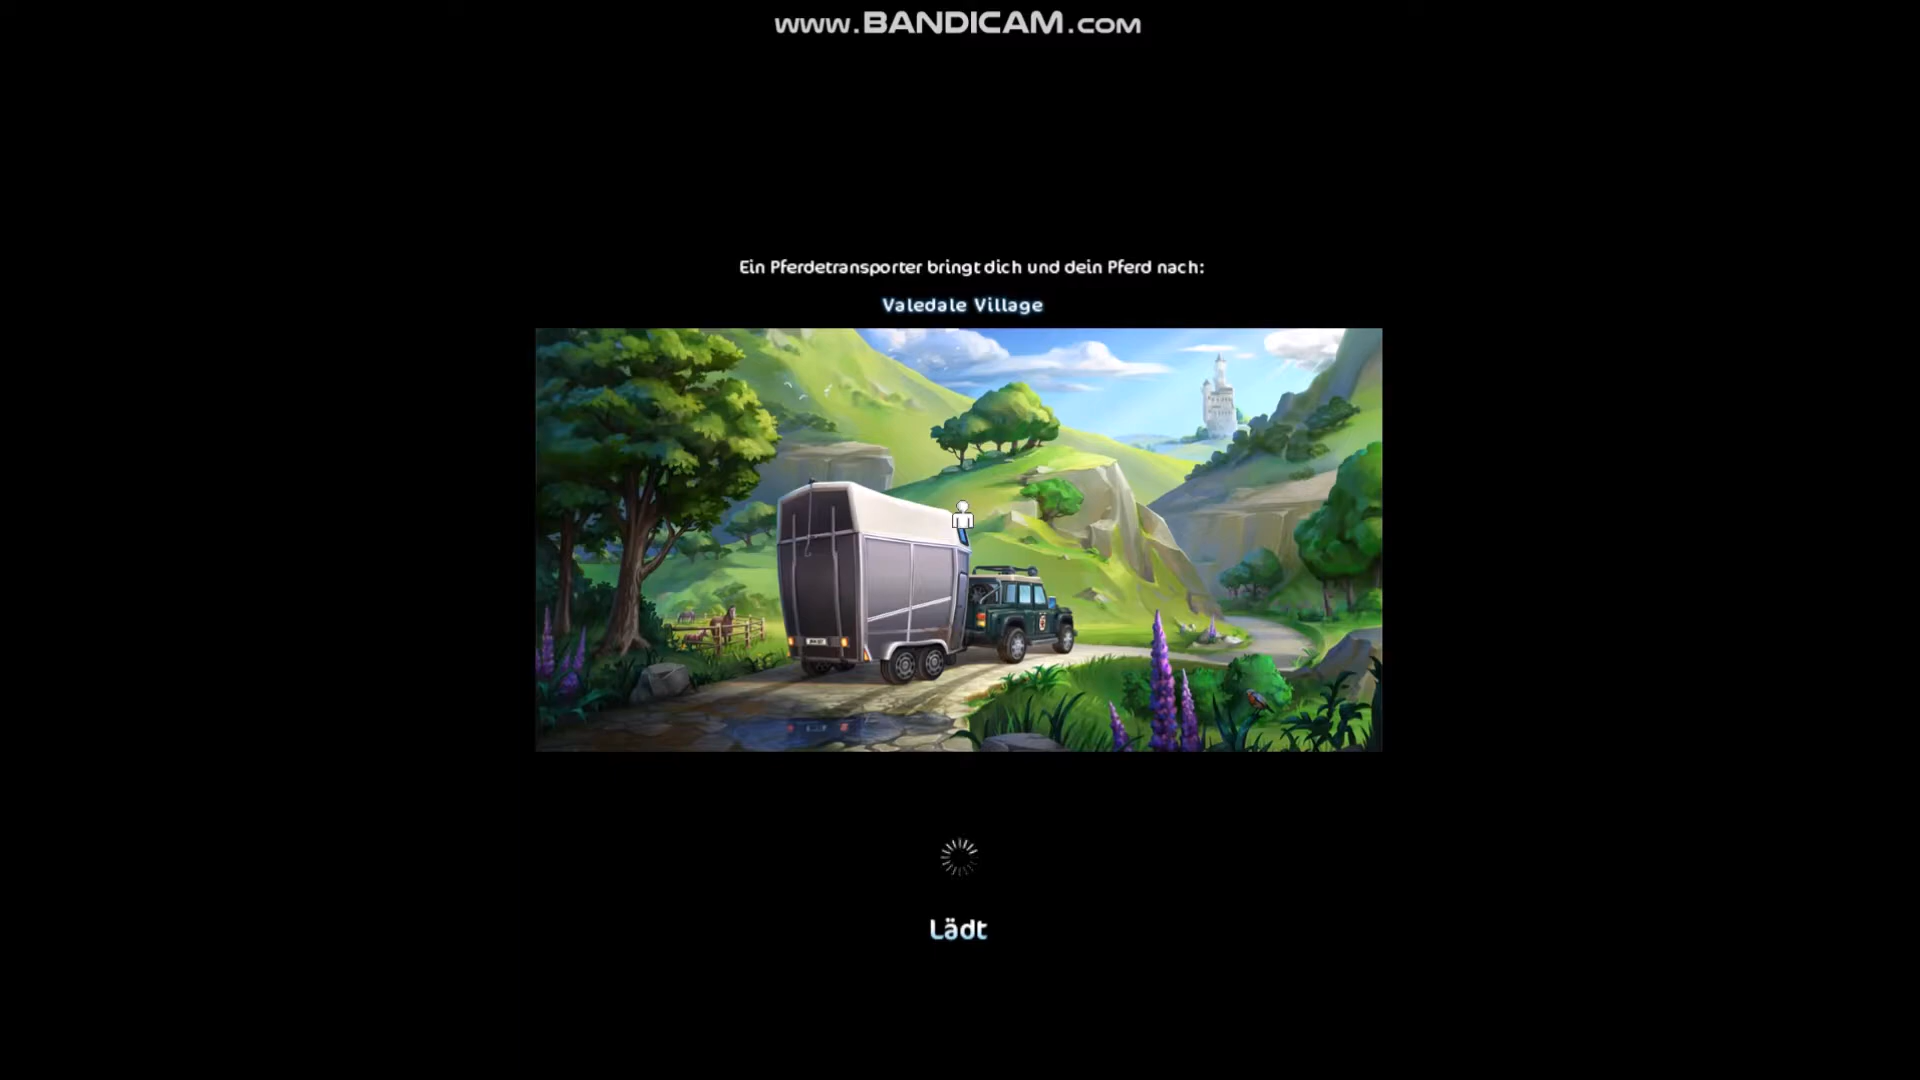 www.BANDICAM.COM
Ein Pferdetransporter bringt dich und dein Pferd nach:
Valedale Village
Lädt